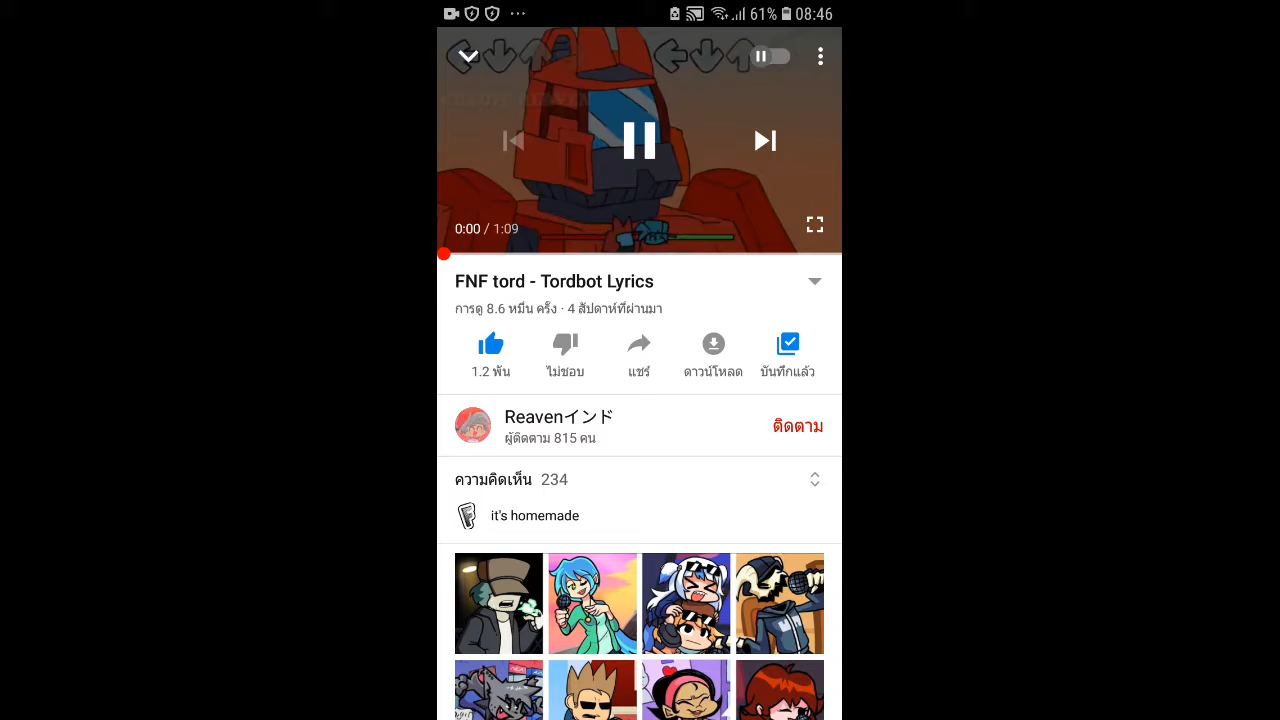 61% 08:46
0:00 / 1:09
FNF tord - Tordbot Lyrics
การดู 8.6 หมื่น ครั้ง · 4 สัปดาห์ที่ผ่านมา
1.2 พัน ไม่ชอบ แชร์ ดาวน์โหลด บันทึกแล้ว
Reavenインド
ผู้ติดตาม 815 คน
ติดตาม
ความคิดเห็น 234
it's homemade